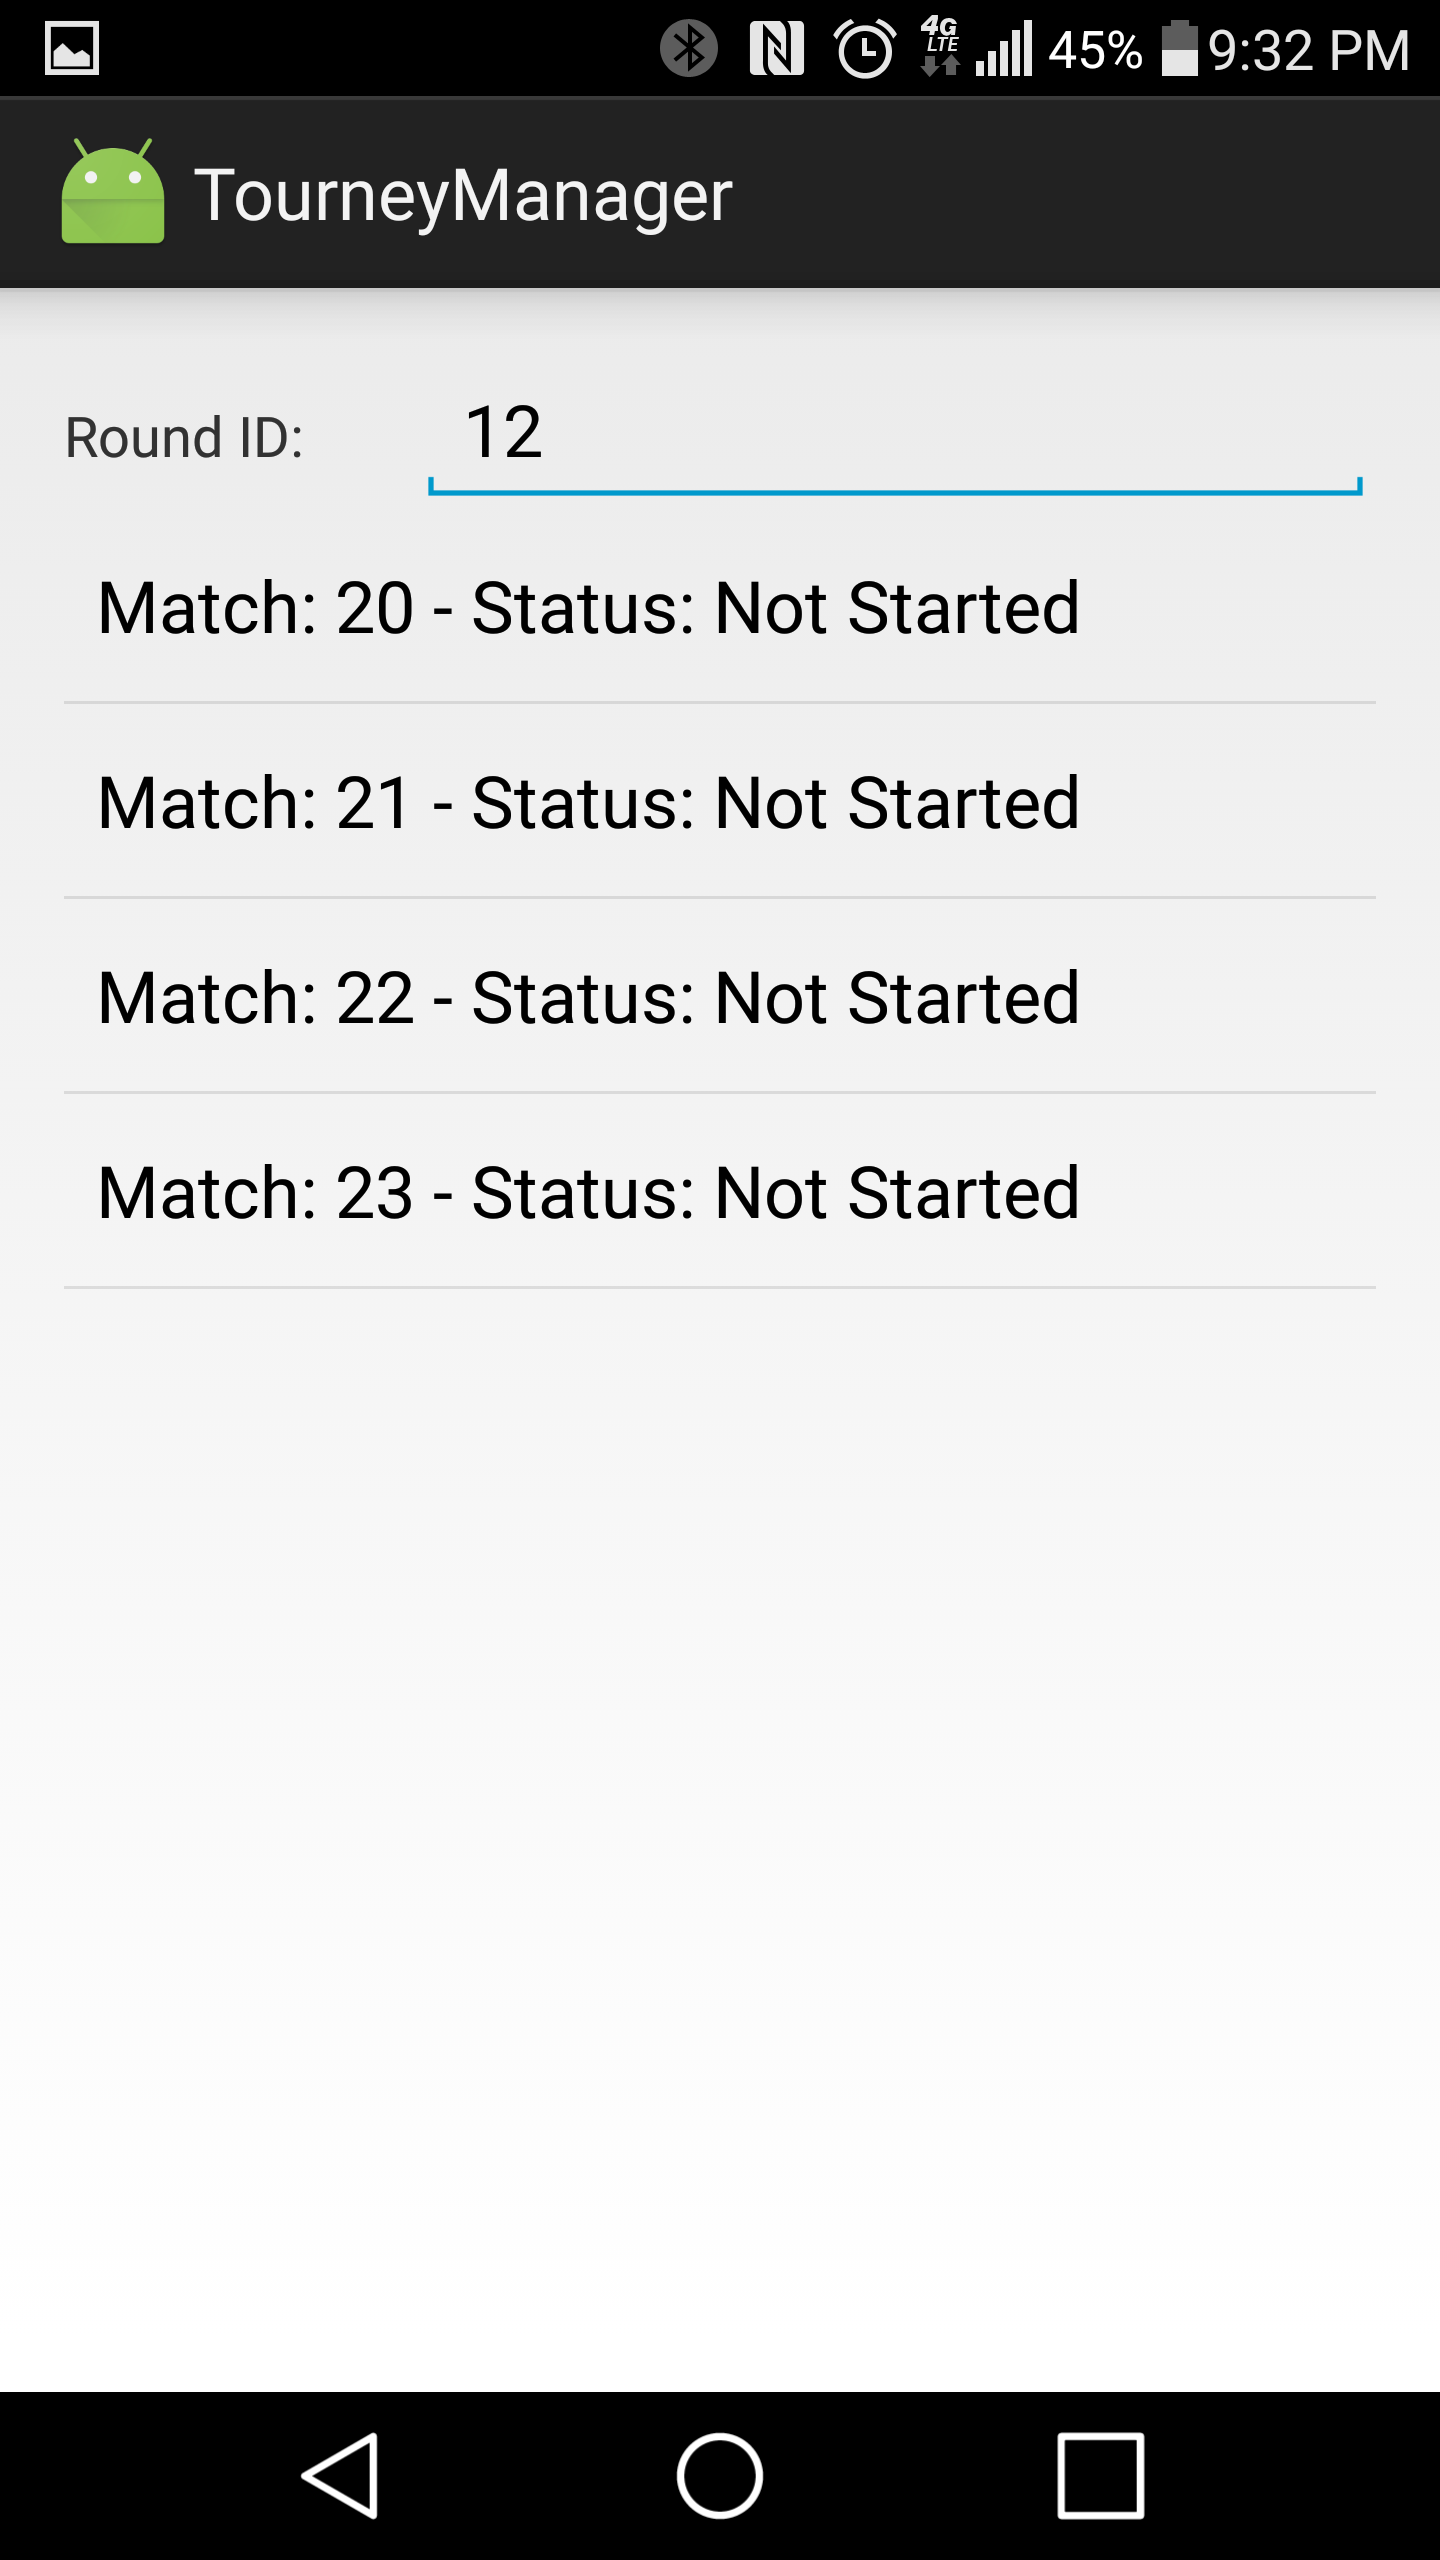 4G
LTE
45%
9:32 PM
TourneyManager
Round ID:
12
Match: 20 - Status: Not Started
Match: 21 - Status: Not Started
Match: 22 - Status: Not Started
Match: 23 - Status: Not Started